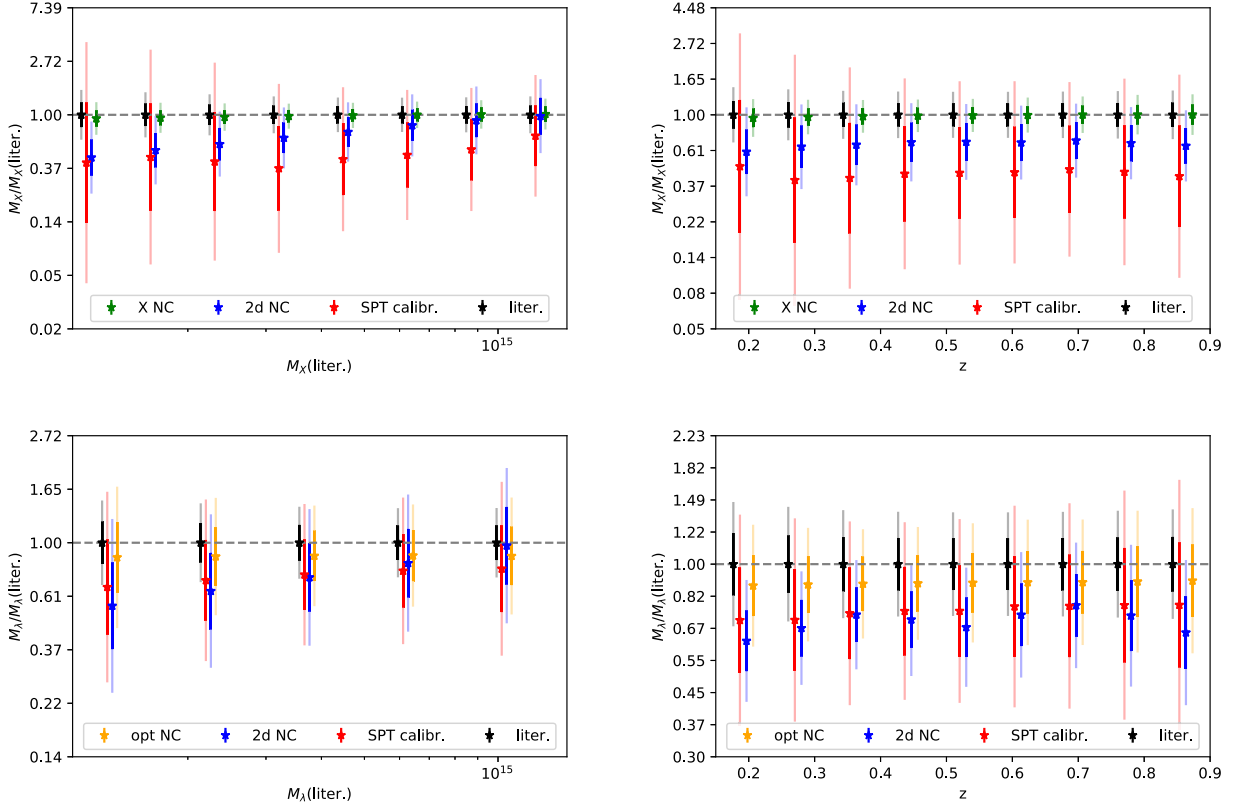 7.39
2.72
1.00
0.37
0.14
0.05
0.02
M_X/M_X(liter.)
X NC 2d NC SPT calibr. liter.
10^15
M_X(liter.)
4.48
2.72
1.65
1.00
0.61
0.37
0.22
0.14
0.08
0.05
M_X/M_X(liter.)
X NC 2d NC SPT calibr. liter.
0.2 0.3 0.4 0.5 0.6 0.7 0.8 0.9
z
2.72
1.65
1.00
0.61
0.37
0.22
0.14
M_λ/M_λ(liter.)
opt NC 2d NC SPT calibr. liter.
10^15
M_λ(liter.)
2.23
1.82
1.49
1.22
1.00
0.82
0.67
0.55
0.45
0.37
0.30
M_λ/M_λ(liter.)
opt NC 2d NC SPT calibr. liter.
0.2 0.3 0.4 0.5 0.6 0.7 0.8 0.9
z